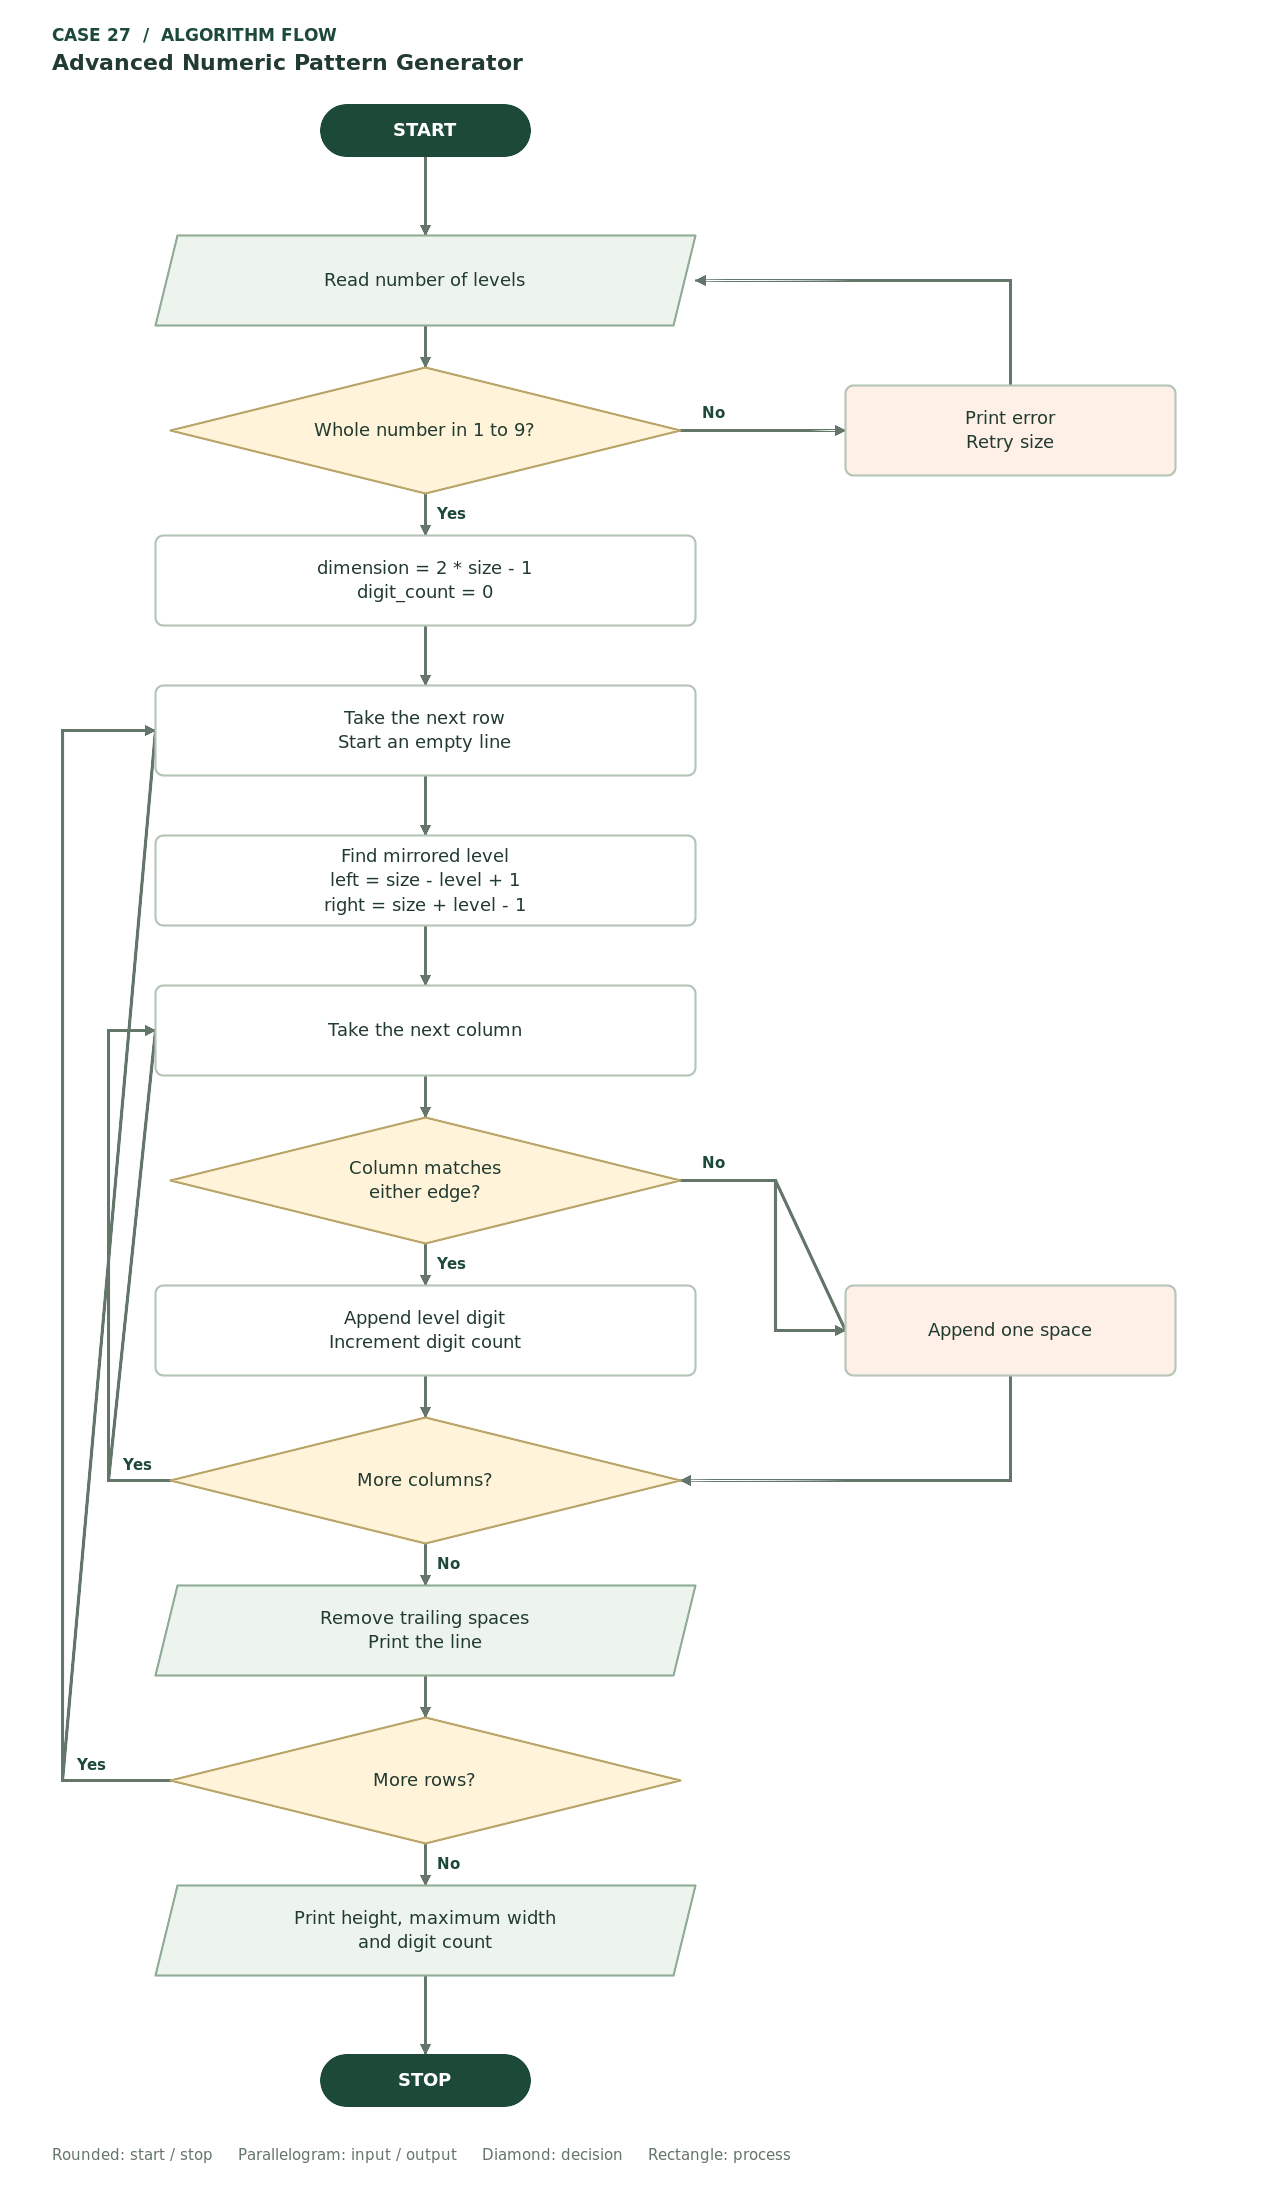 CASE 27 / ALGORITHM FLOW
Advanced Numeric Pattern Generator
START
Read number of levels
Whole number in 1 to 9?
No
Print error
Retry size
Yes
dimension = 2 * size - 1
digit_count = 0
Take the next row
Start an empty line
Find mirrored level
left = size - level + 1
right = size + level - 1
Take the next column
Column matches
either edge?
No
Yes
Append level digit
Increment digit count
Append one space
More columns?
Yes
No
Remove trailing spaces
Print the line
More rows?
Yes
No
Print height, maximum width
and digit count
STOP
Rounded: start / stop Parallelogram: input / output Diamond: decision Rectangle: process